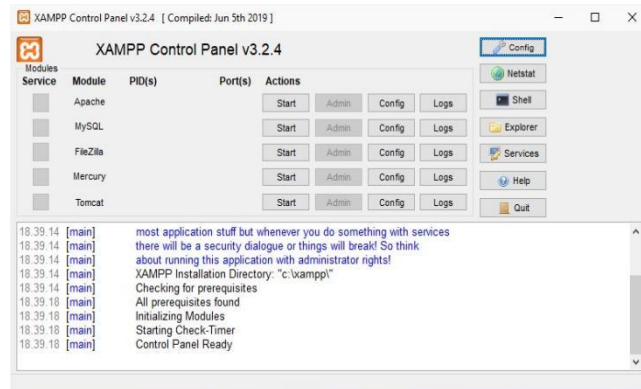 XAMPP Control Panel v3.2.4 [ Compiled: Jun 5th 2019 ]
XAMPP Control Panel v3.2.4
Config
Modules
Service Module PID(s) Port(s) Actions
Netstat
Apache Start Admin Config Logs
Shell
MySQL Start Admin Config Logs
Explorer
FileZilla Start Admin Config Logs
Services
Mercury Start Admin Config Logs
Help
Tomcat Start Admin Config Logs
Quit
18.39.14 [main] most application stuff but whenever you do something with services
18.39.14 [main] there will be a security dialogue or things will break! So think
18.39.14 [main] about running this application with administrator rights!
18.39.14 [main] XAMPP Installation Directory: "c:\xampp\"
18.39.14 [main] Checking for prerequisites
18.39.18 [main] All prerequisites found
18.39.18 [main] Initializing Modules
18.39.18 [main] Starting Check-Timer
18.39.18 [main] Control Panel Ready